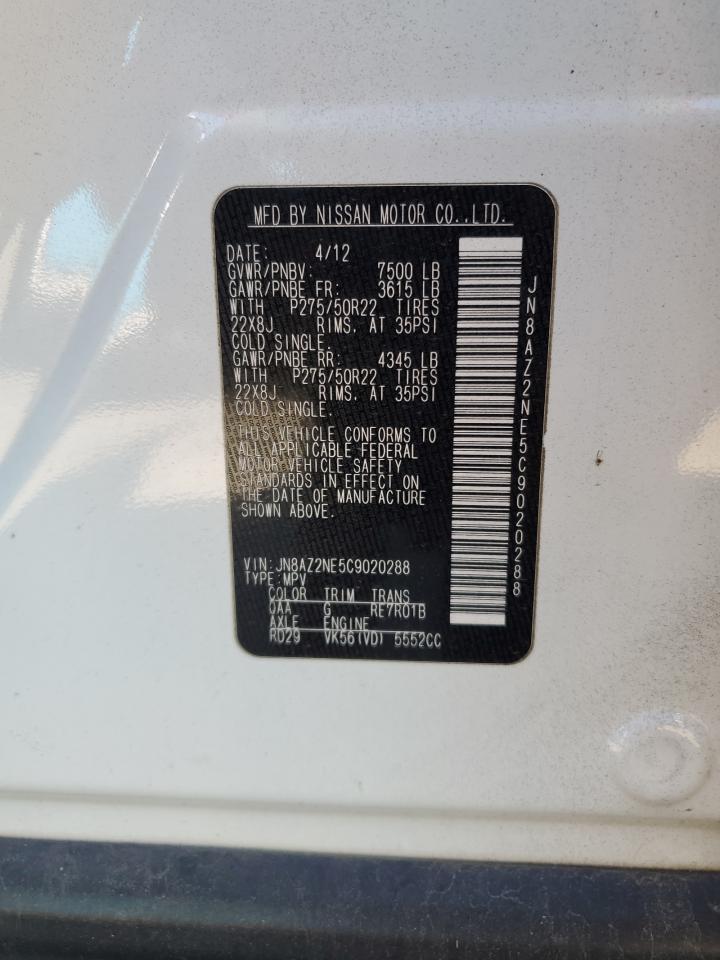 MFD BY NISSAN MOTOR CO.,LTD.
DATE: 4/12
GVWR/PNBV: 7500 LB
GAWR/PNBE FR: 3615 LB
WITH P275/50R22 TIRES
22X8J RIMS. AT 35PSI
COLD SINGLE.
GAWR/PNBE RR: 4345 LB
WITH P275/50R22 TIRES
22X8J RIMS. AT 35PSI
COLD SINGLE.
THIS VEHICLE CONFORMS TO
ALL APPLICABLE FEDERAL
MOTOR VEHICLE SAFETY
STANDARDS IN EFFECT ON
THE DATE OF MANUFACTURE
SHOWN ABOVE.
VIN: JN8AZ2NE5C9020288
TYPE: MPV
COLOR TRIM TRANS
QAA G RE7R01B
AXLE ENGINE
RD29 VK56(VD) 5552CC
JN8AZ2NE5C9020288